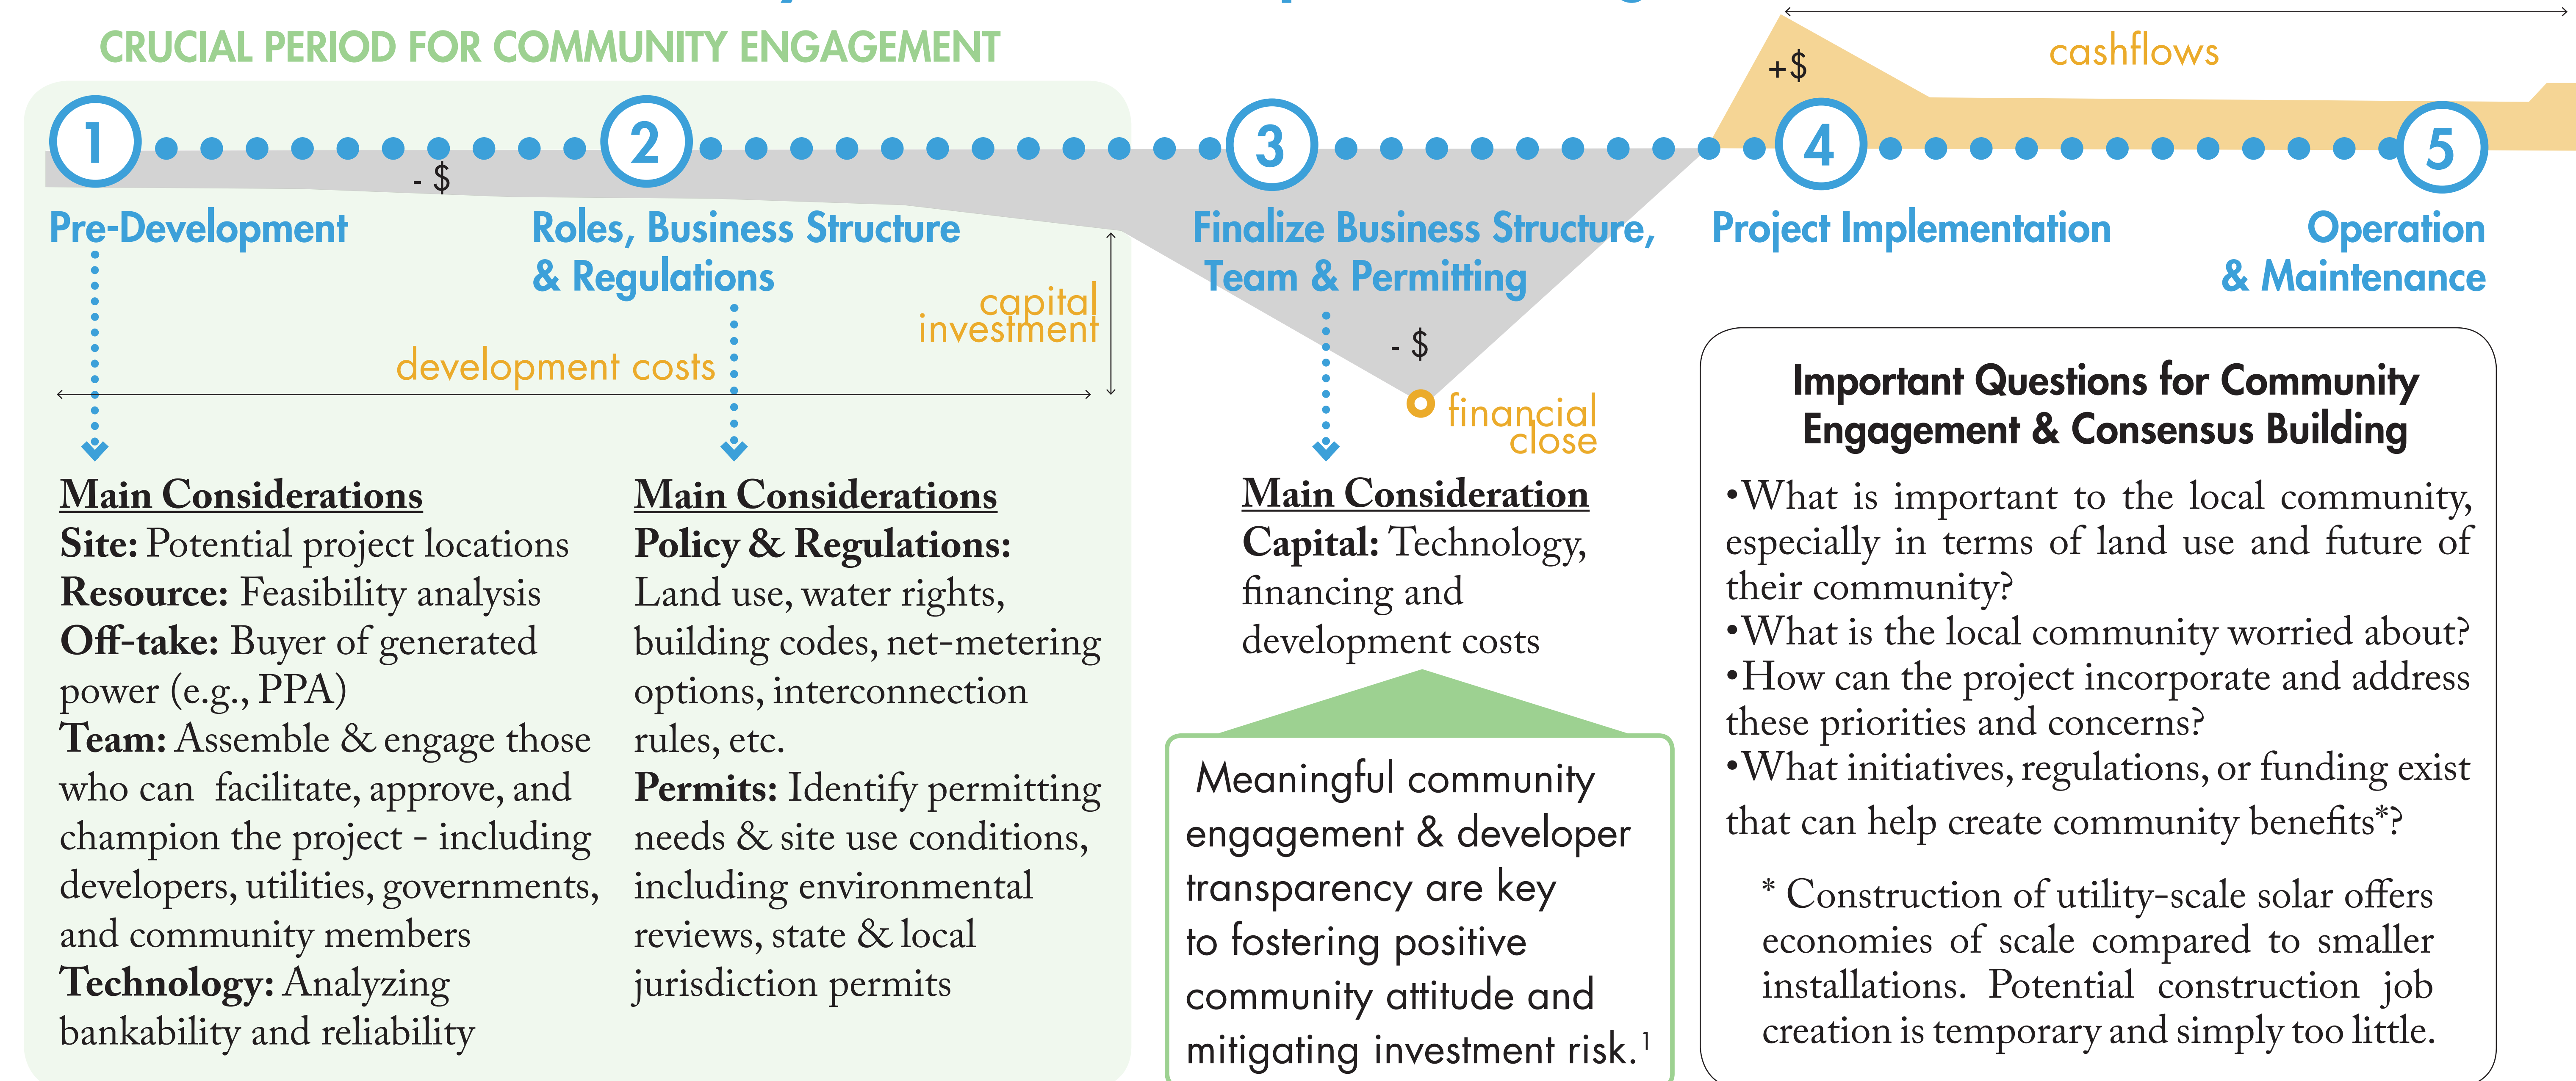 CRUCIAL PERIOD FOR COMMUNITY ENGAGEMENT
+$
cashflows
1
2
3
4
5
- $
Pre-Development
Roles, Business Structure
& Regulations
Finalize Business Structure,
Team & Permitting
Project Implementation
Operation
& Maintenance
capital
investment
development costs
- $
financial
close
Main Considerations
Site: Potential project locations
Resource: Feasibility analysis
Off-take: Buyer of generated
power (e.g., PPA)
Team: Assemble & engage those
who can facilitate, approve, and
champion the project - including
developers, utilities, governments,
and community members
Technology: Analyzing
bankability and reliability
Main Considerations
Policy & Regulations:
Land use, water rights,
building codes, net-metering
options, interconnection
rules, etc.
Permits: Identify permitting
needs & site use conditions,
including environmental
reviews, state & local
jurisdiction permits
Main Consideration
Capital: Technology,
financing and
development costs
Meaningful community
engagement & developer
transparency are key
to fostering positive
community attitude and
mitigating investment risk.1
Important Questions for Community
Engagement & Consensus Building
•What is important to the local community,
especially in terms of land use and future of
their community?
•What is the local community worried about?
•How can the project incorporate and address
these priorities and concerns?
•What initiatives, regulations, or funding exist
that can help create community benefits*?
* Construction of utility-scale solar offers
economies of scale compared to smaller
installations. Potential construction job
creation is temporary and simply too little.